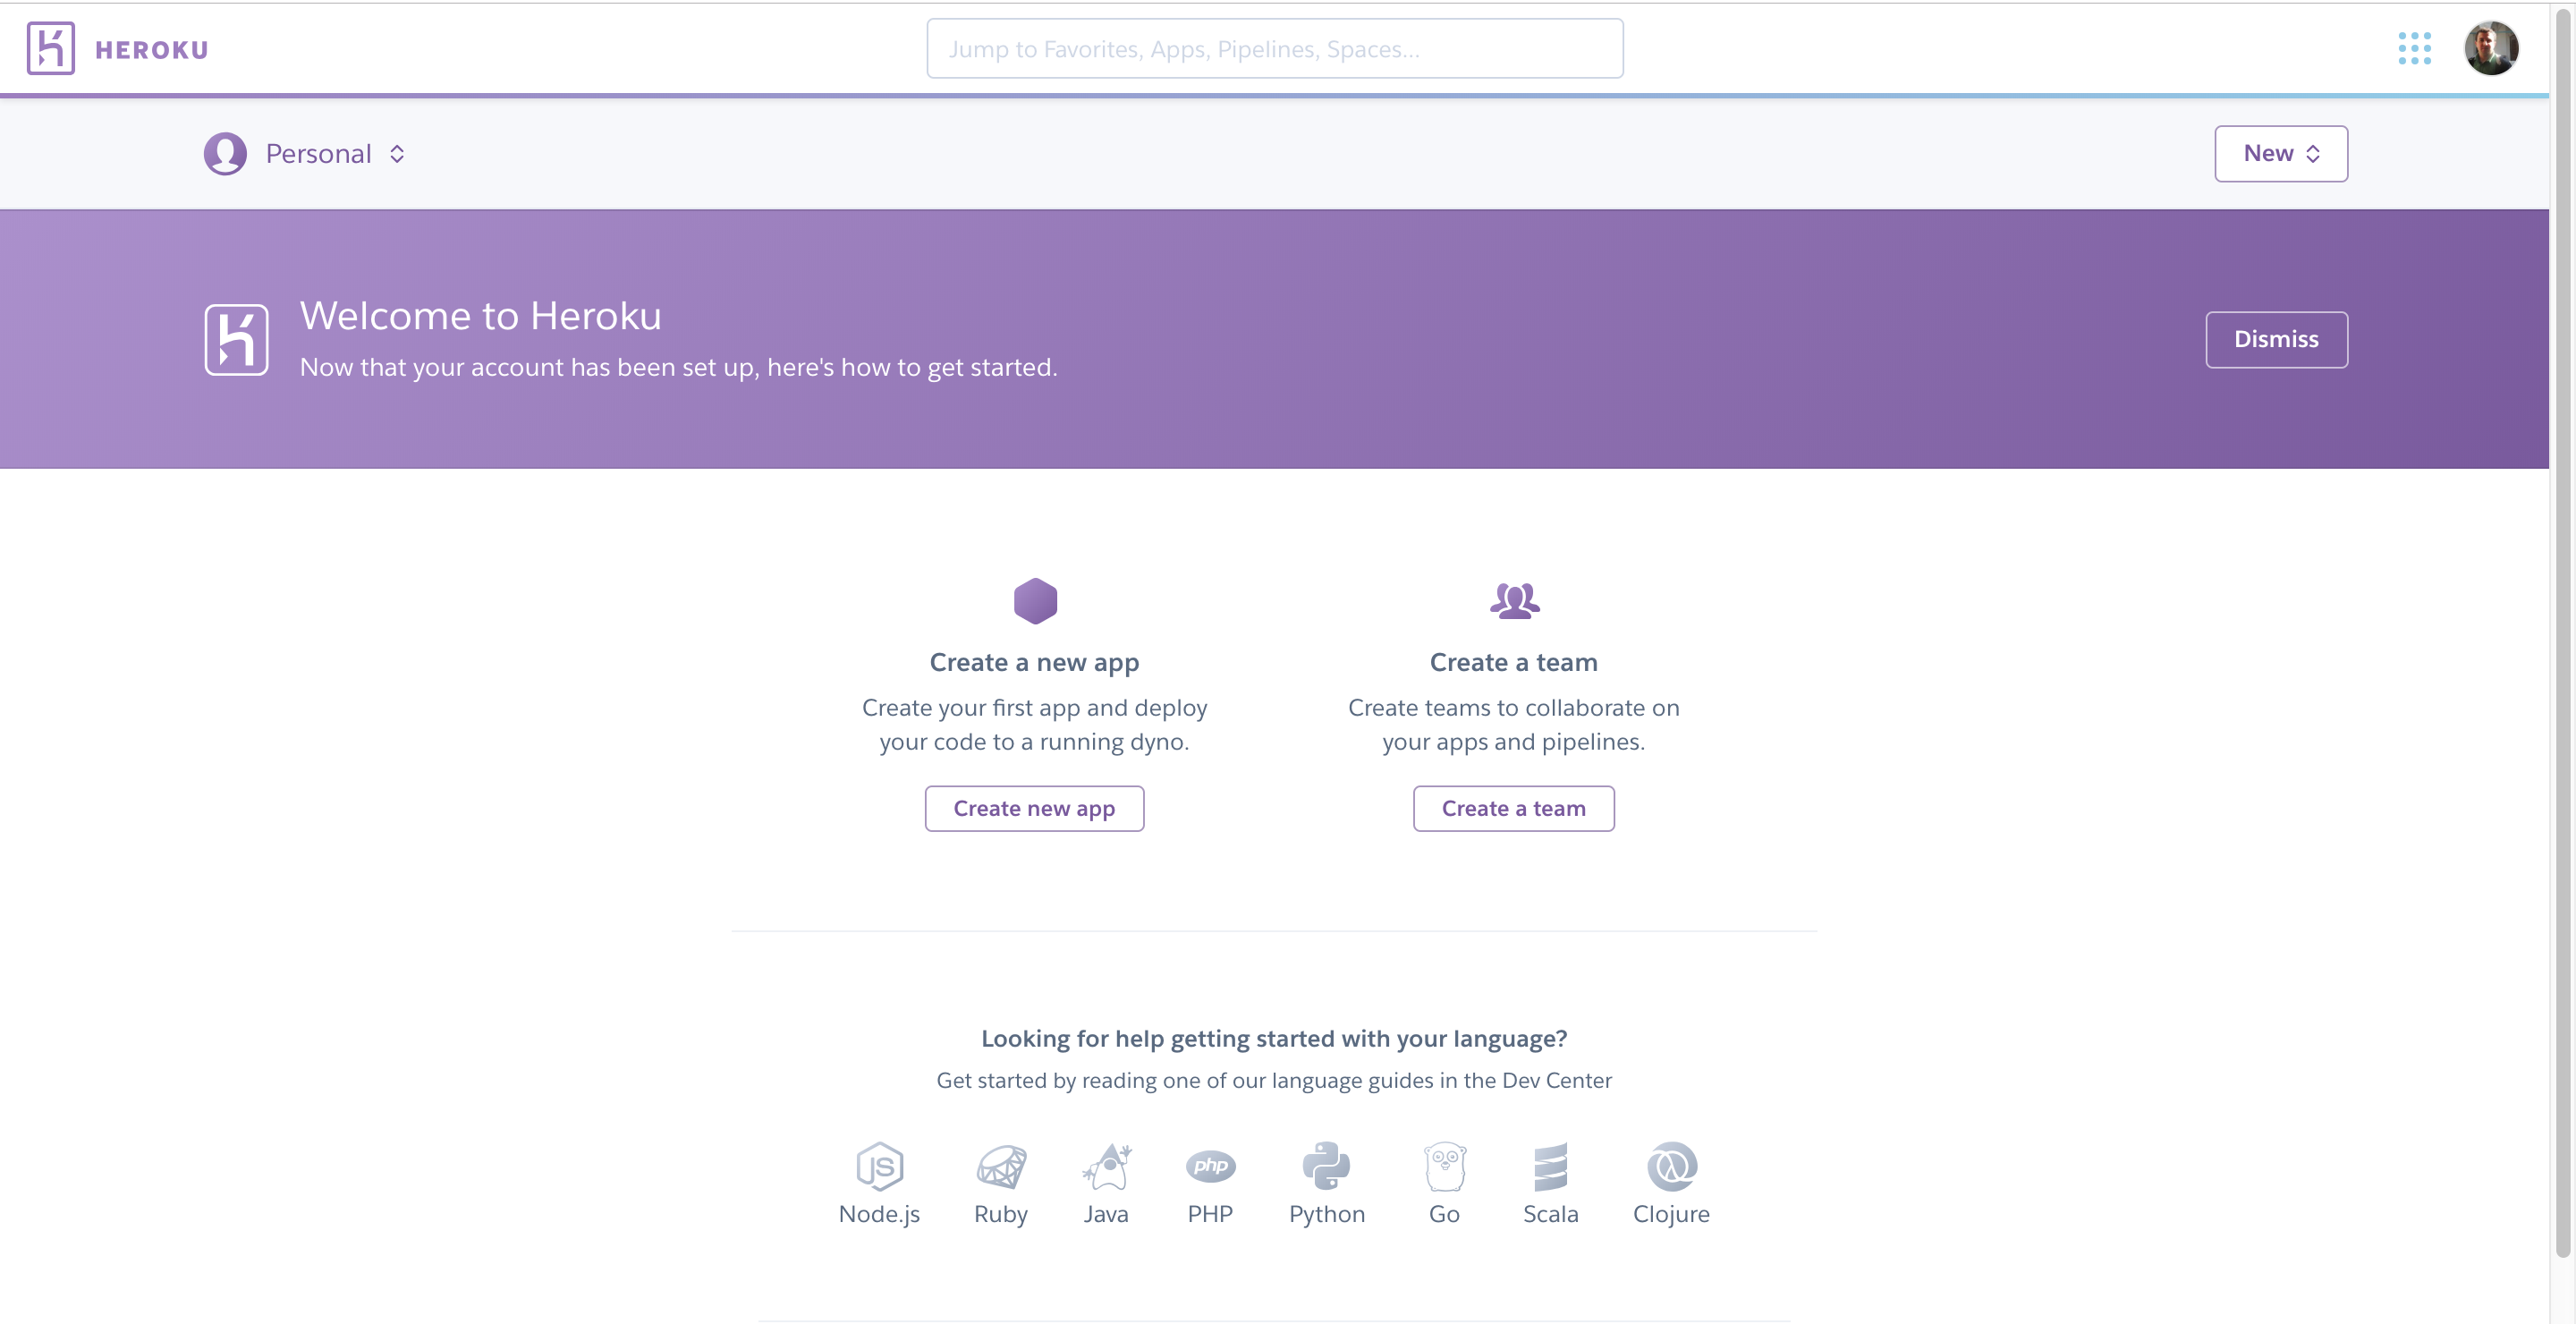 HEROKU
Jump to Favorites, Apps, Pipelines, Spaces...
Personal
New
Welcome to Heroku
Now that your account has been set up, here's how to get started.
Dismiss
Create a new app
Create your first app and deploy
your code to a running dyno.
Create new app
Create a team
Create teams to collaborate on
your apps and pipelines.
Create a team
Looking for help getting started with your language?
Get started by reading one of our language guides in the Dev Center
JS
php
Node.js
Ruby
Java
PHP
Python
Go
Scala
Clojure